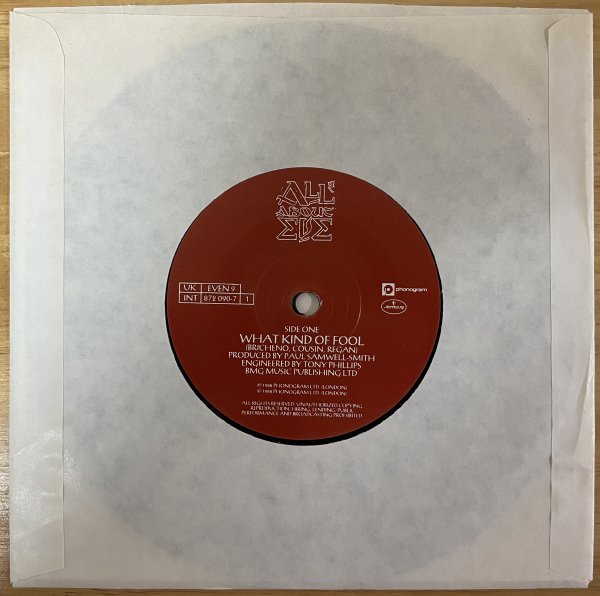 ALL
ABOUT
EVE
UK EVEN 9
INT 872 090-7 1
phonogram
mercury
SIDE ONE
WHAT KIND OF FOOL
(BRICHENO, COUSIN, REGAN)
PRODUCED BY PAUL SAMWELL-SMITH
ENGINEERED BY TONY PHILLIPS
BMG MUSIC PUBLISHING LTD
℗ 1988 PHONOGRAM LTD. (LONDON)
© 1988 PHONOGRAM LTD. (LONDON)
ALL RIGHTS RESERVED. UNAUTHORIZED COPYING
REPRODUCTION, HIRING, LENDING, PUBLIC
PERFORMANCE AND BROADCASTING PROHIBITED